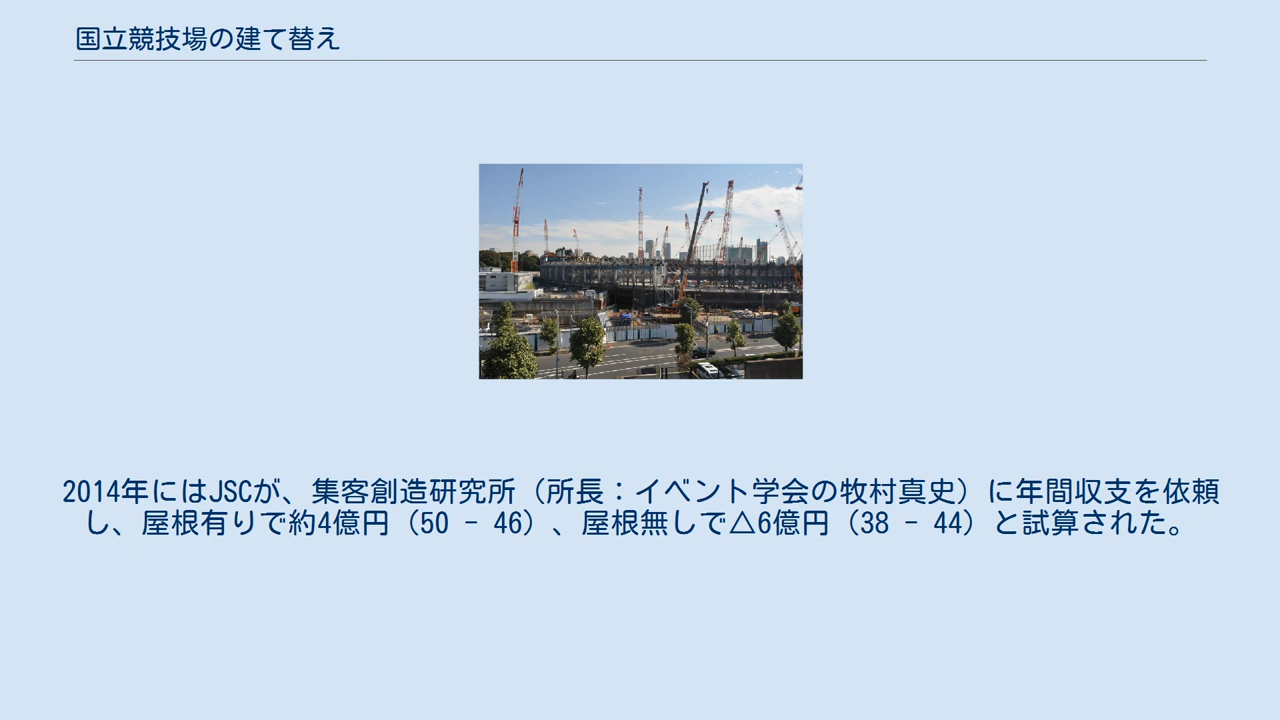 国立競技場の建て替え
2014年にはJSCが、集客創造研究所（所長：イベント学会の牧村真史）に年間収支を依頼
し、屋根有りで約4億円（50 - 46）、屋根無しで△6億円（38 - 44）と試算された。